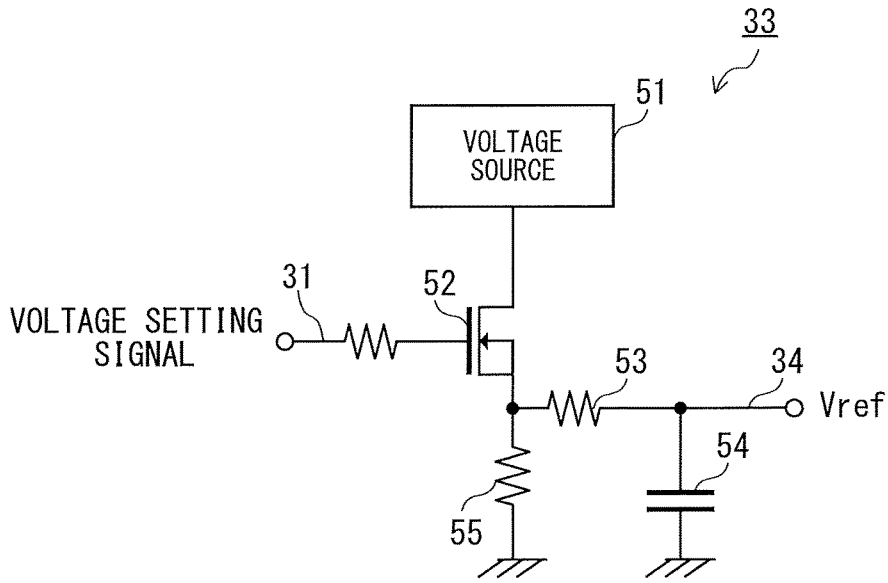 33
51
VOLTAGE
SOURCE
31
52
VOLTAGE SETTING
SIGNAL
53
34
Vref
54
55